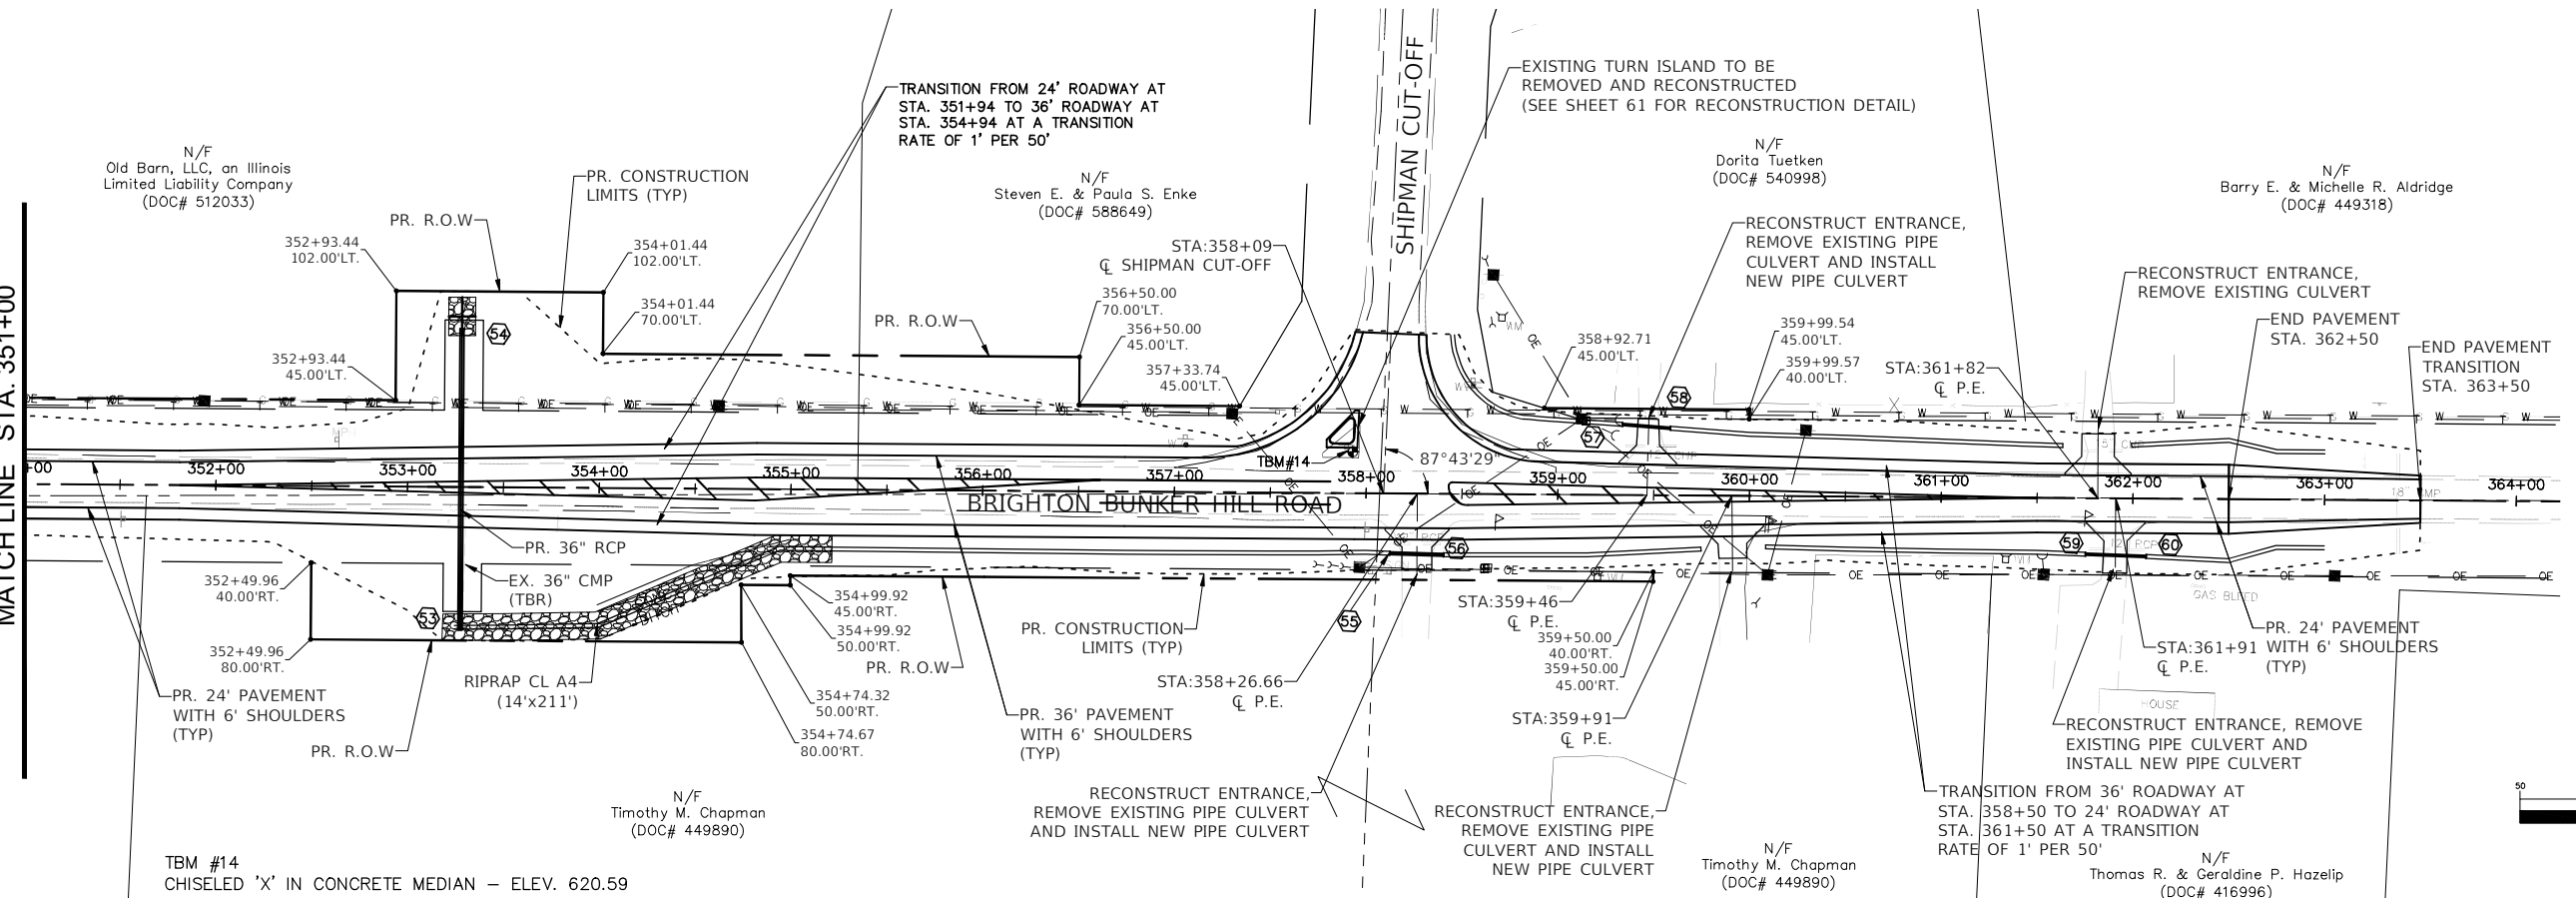 MATCH LINE STA. 351+00
N/F
Old Barn, LLC, an Illinois
Limited Liability Company
(DOC# 512033)
PR. R.O.W
PR. CONSTRUCTION
LIMITS (TYP)
352+93.44
102.00'LT.
354+01.44
102.00'LT.
354+01.44
70.00'LT.
352+93.44
45.00'LT.
54
TRANSITION FROM 24' ROADWAY AT
STA. 351+94 TO 36' ROADWAY AT
STA. 354+94 AT A TRANSITION
RATE OF 1' PER 50'
N/F
Steven E. & Paula S. Enke
(DOC# 588649)
STA:358+09
℄ SHIPMAN CUT-OFF
PR. R.O.W
356+50.00
70.00'LT.
356+50.00
45.00'LT.
357+33.74
45.00'LT.
SHIPMAN CUT-OFF
EXISTING TURN ISLAND TO BE
REMOVED AND RECONSTRUCTED
(SEE SHEET 61 FOR RECONSTRUCTION DETAIL)
N/F
Dorita Tuetken
(DOC# 540998)
RECONSTRUCT ENTRANCE,
REMOVE EXISTING PIPE
CULVERT AND INSTALL
NEW PIPE CULVERT
358+92.71
45.00'LT.
359+99.54
45.00'LT.
359+99.57
40.00'LT.
STA:361+82
℄ P.E.
58
57
N/F
Barry E. & Michelle R. Aldridge
(DOC# 449318)
RECONSTRUCT ENTRANCE,
REMOVE EXISTING CULVERT
END PAVEMENT
STA. 362+50
END PAVEMENT
TRANSITION
STA. 363+50
+00
352+00
353+00
354+00
355+00
356+00
357+00
358+00
359+00
360+00
361+00
362+00
363+00
364+00
TBM#14
87°43'29"
BRIGHTON BUNKER HILL ROAD
PR. 36" RCP
EX. 36" CMP
(TBR)
352+49.96
40.00'RT.
53
352+49.96
80.00'RT.
RIPRAP CL A4
(14'x211')
PR. 24' PAVEMENT
WITH 6' SHOULDERS
(TYP)
PR. R.O.W
354+99.92
45.00'RT.
354+99.92
50.00'RT.
PR. R.O.W
354+74.32
50.00'RT.
354+74.67
80.00'RT.
PR. CONSTRUCTION
LIMITS (TYP)
PR. 36' PAVEMENT
WITH 6' SHOULDERS
(TYP)
55
56
STA:358+26.66
℄ P.E.
STA:359+46
℄ P.E.
359+50.00
40.00'RT.
359+50.00
45.00'RT.
STA:359+91
℄ P.E.
59
60
GAS BLEED
HOUSE
STA:361+91
℄ P.E.
PR. 24' PAVEMENT
WITH 6' SHOULDERS
(TYP)
RECONSTRUCT ENTRANCE, REMOVE
EXISTING PIPE CULVERT AND
INSTALL NEW PIPE CULVERT
RECONSTRUCT ENTRANCE,
REMOVE EXISTING PIPE CULVERT
AND INSTALL NEW PIPE CULVERT
RECONSTRUCT ENTRANCE,
REMOVE EXISTING PIPE
CULVERT AND INSTALL
NEW PIPE CULVERT
TRANSITION FROM 36' ROADWAY AT
STA. 358+50 TO 24' ROADWAY AT
STA. 361+50 AT A TRANSITION
RATE OF 1' PER 50'
50
N/F
Timothy M. Chapman
(DOC# 449890)
N/F
Timothy M. Chapman
(DOC# 449890)
N/F
Thomas R. & Geraldine P. Hazelip
(DOC# 416996)
TBM #14
CHISELED 'X' IN CONCRETE MEDIAN – ELEV. 620.59